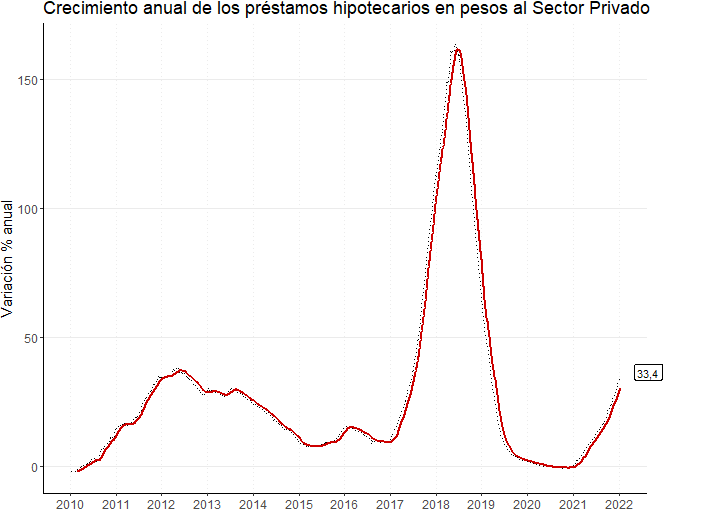 Crecimiento anual de los préstamos hipotecarios en pesos al Sector Privado
Variación % anual
150
100
50
0
33,4
2010 2011 2012 2013 2014 2015 2016 2017 2018 2019 2020 2021 2022